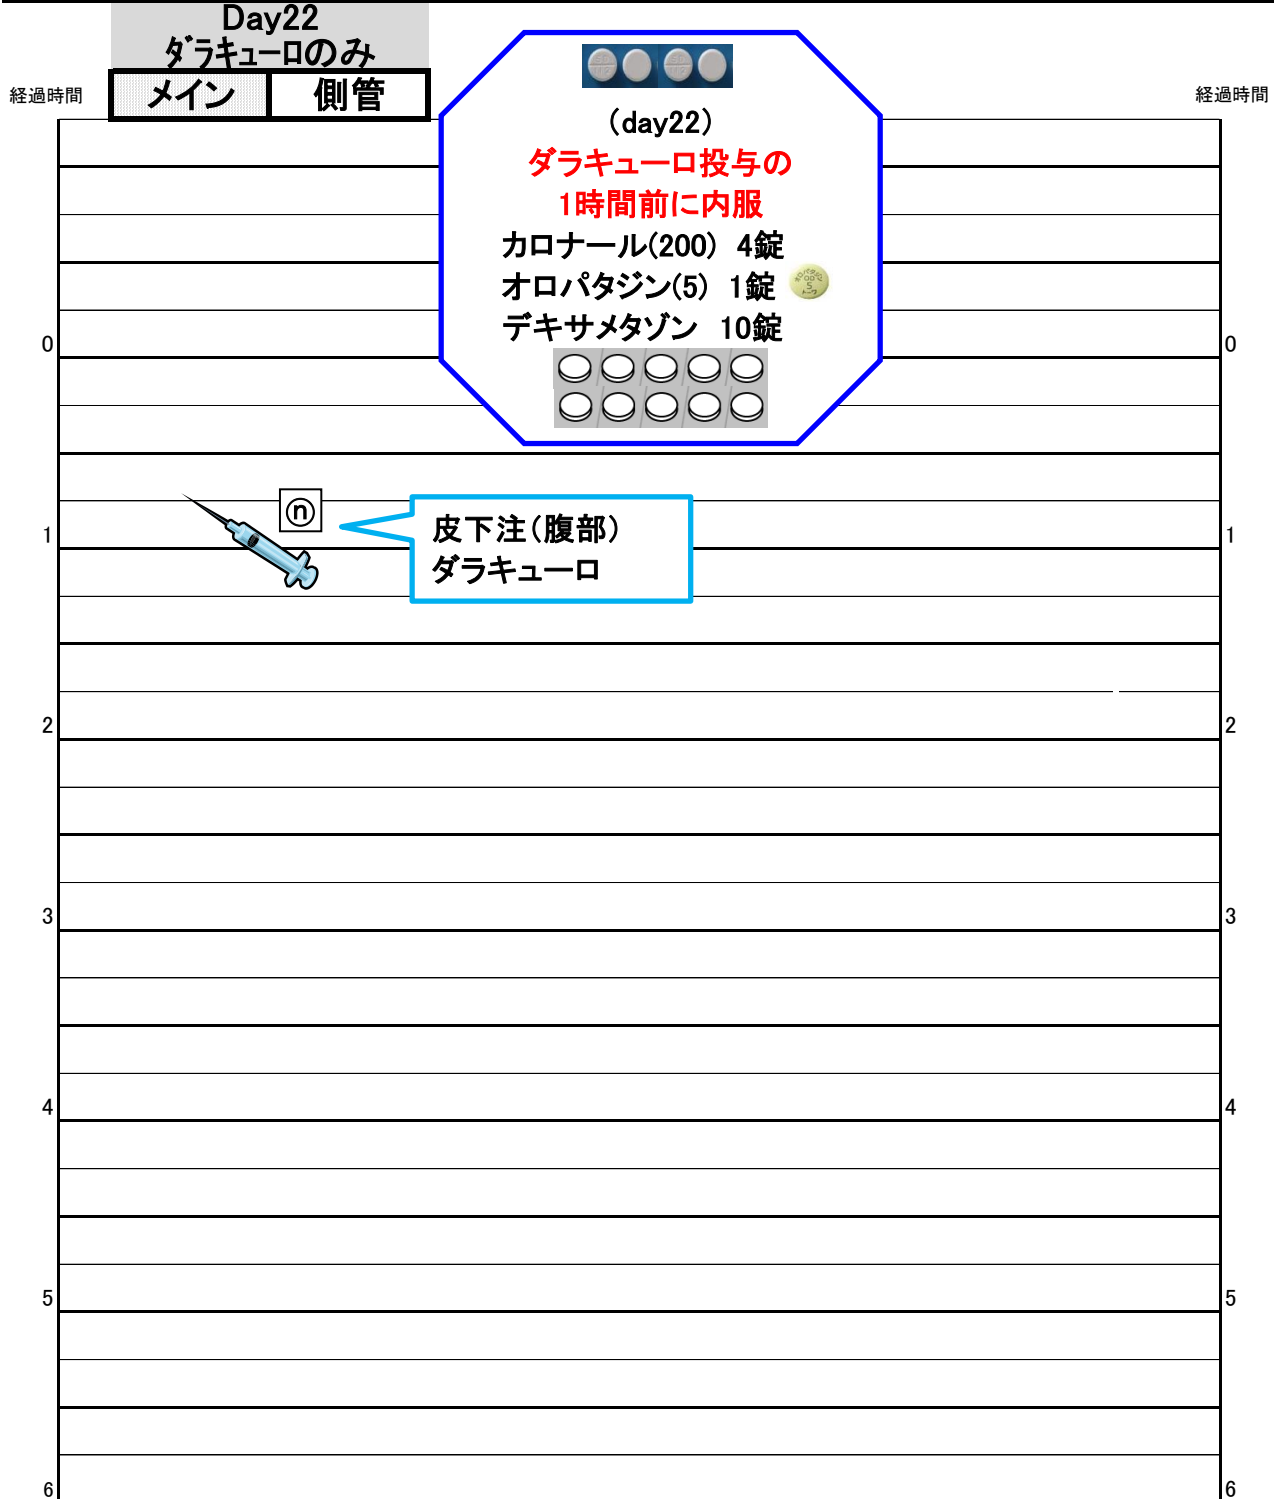 Day22
ﾀﾞﾗｷｭｰﾛのみ
経過時間
メイン
側管
経過時間
（day22）
ダラキューロ投与の
1時間前に内服
カロナール(200)　4錠
オロパタジン(5)　1錠
デキサメタゾン　10錠
0
0
ⓝ
皮下注（腹部）
ダラキューロ
1
1
2
2
3
3
4
4
5
5
6
6